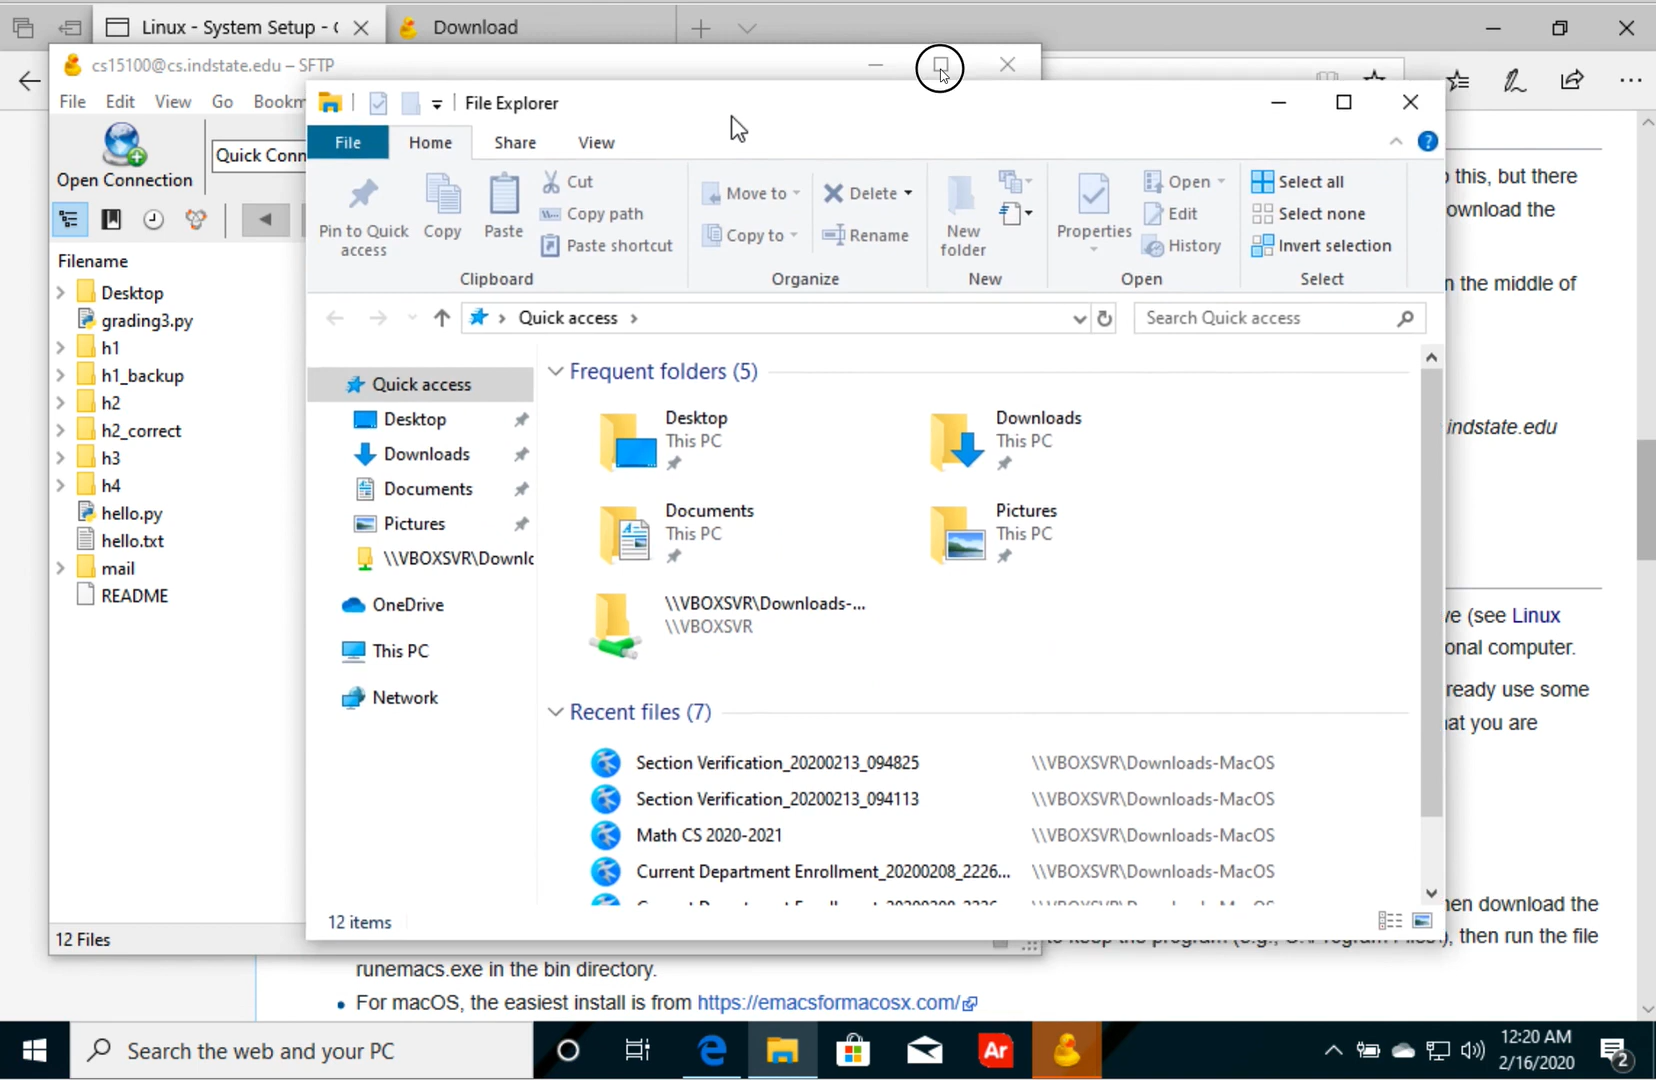 Linux - System Setup - (
Download
cs15100@cs.indstate.edu – SFTP
File Edit View Go Bookm
Open Connection
Quick Conn
Filename
Desktop
grading3.py
h1
h1_backup
h2
h2_correct
h3
h4
hello.py
hello.txt
mail
README
12 Files
File Explorer
File Home Share View
Pin to Quick access
Copy
Paste
Cut
Copy path
Paste shortcut
Clipboard
Move to
Copy to
Delete
Rename
Organize
New folder
New
Properties
Open
Edit
History
Open
Select all
Select none
Invert selection
Select
Quick access
Search Quick access
Quick access
Desktop
Downloads
Documents
Pictures
\\VBOXSVR\Downlo
OneDrive
This PC
Network
Frequent folders (5)
Desktop
This PC
Downloads
This PC
Documents
This PC
Pictures
This PC
\\VBOXSVR\Downloads-...
\\VBOXSVR
Recent files (7)
Section Verification_20200213_094825 \\VBOXSVR\Downloads-MacOS
Section Verification_20200213_094113 \\VBOXSVR\Downloads-MacOS
Math CS 2020-2021 \\VBOXSVR\Downloads-MacOS
Current Department Enrollment_20200208_2226... \\VBOXSVR\Downloads-MacOS
12 items
this, but there
ownload the
n the middle of
indstate.edu
ve (see Linux
onal computer.
ready use some
at you are
en download the
, then run the file
runemacs.exe in the bin directory.
• For macOS, the easiest install is from https://emacsformacosx.com/
Search the web and your PC
Ar
12:20 AM
2/16/2020
2